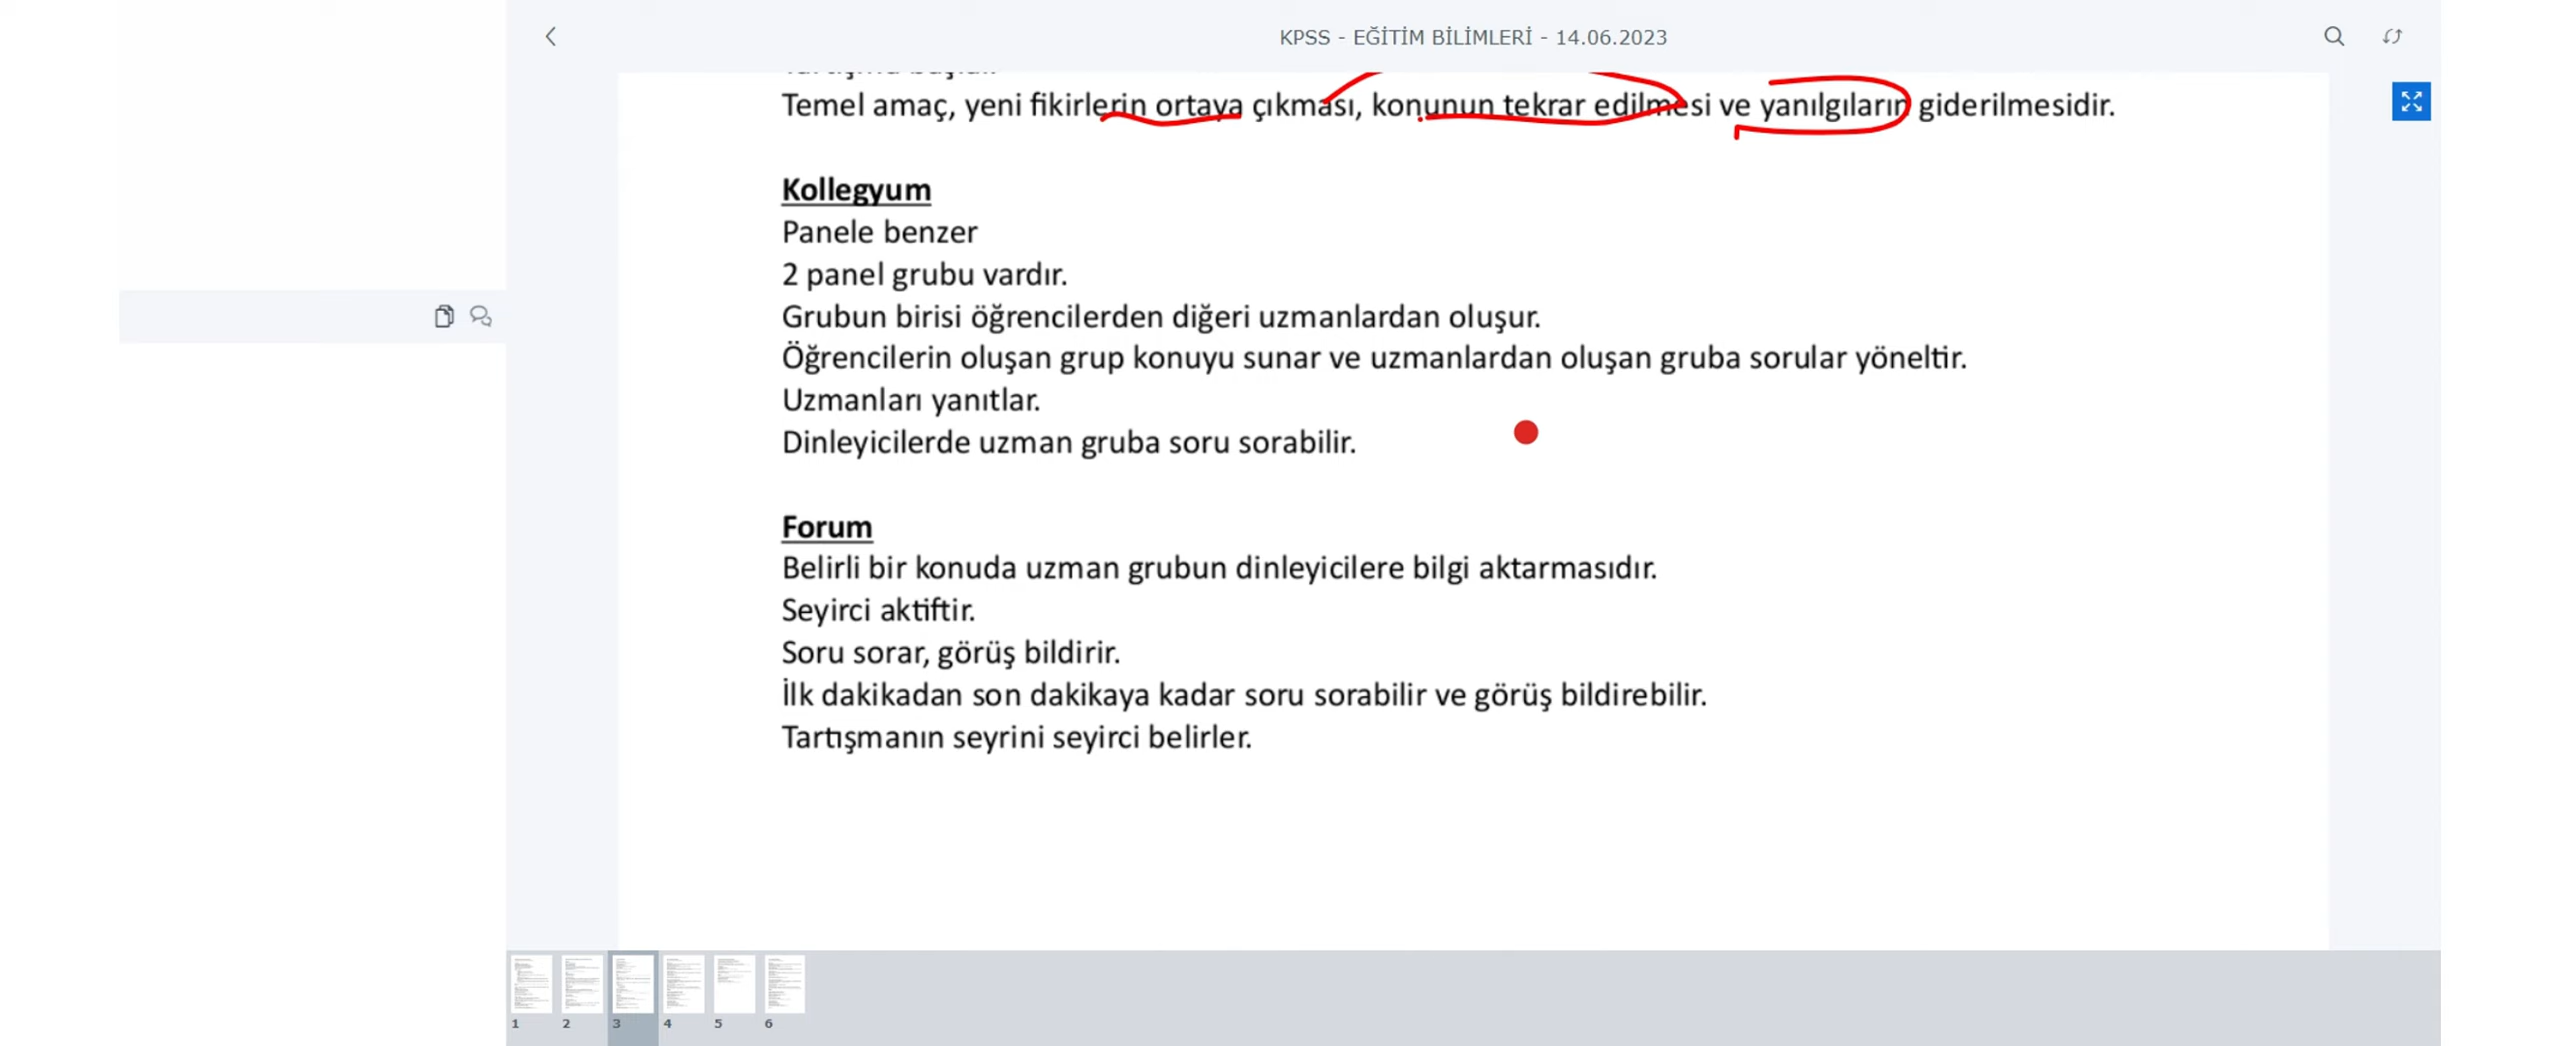 KPSS - EĞİTİM BİLİMLERİ - 14.06.2023
Temel amaç, yeni fikirlerin ortaya çıkması, konunun tekrar edilmesi ve yanılgıların giderilmesidir.
Kollegyum
Panele benzer
2 panel grubu vardır.
Grubun birisi öğrencilerden diğeri uzmanlardan oluşur.
Öğrencilerin oluşan grup konuyu sunar ve uzmanlardan oluşan gruba sorular yöneltir.
Uzmanları yanıtlar.
Dinleyicilerde uzman gruba soru sorabilir.
Forum
Belirli bir konuda uzman grubun dinleyicilere bilgi aktarmasıdır.
Seyirci aktiftir.
Soru sorar, görüş bildirir.
İlk dakikadan son dakikaya kadar soru sorabilir ve görüş bildirebilir.
Tartışmanın seyrini seyirci belirler.
1 2 3 4 5 6